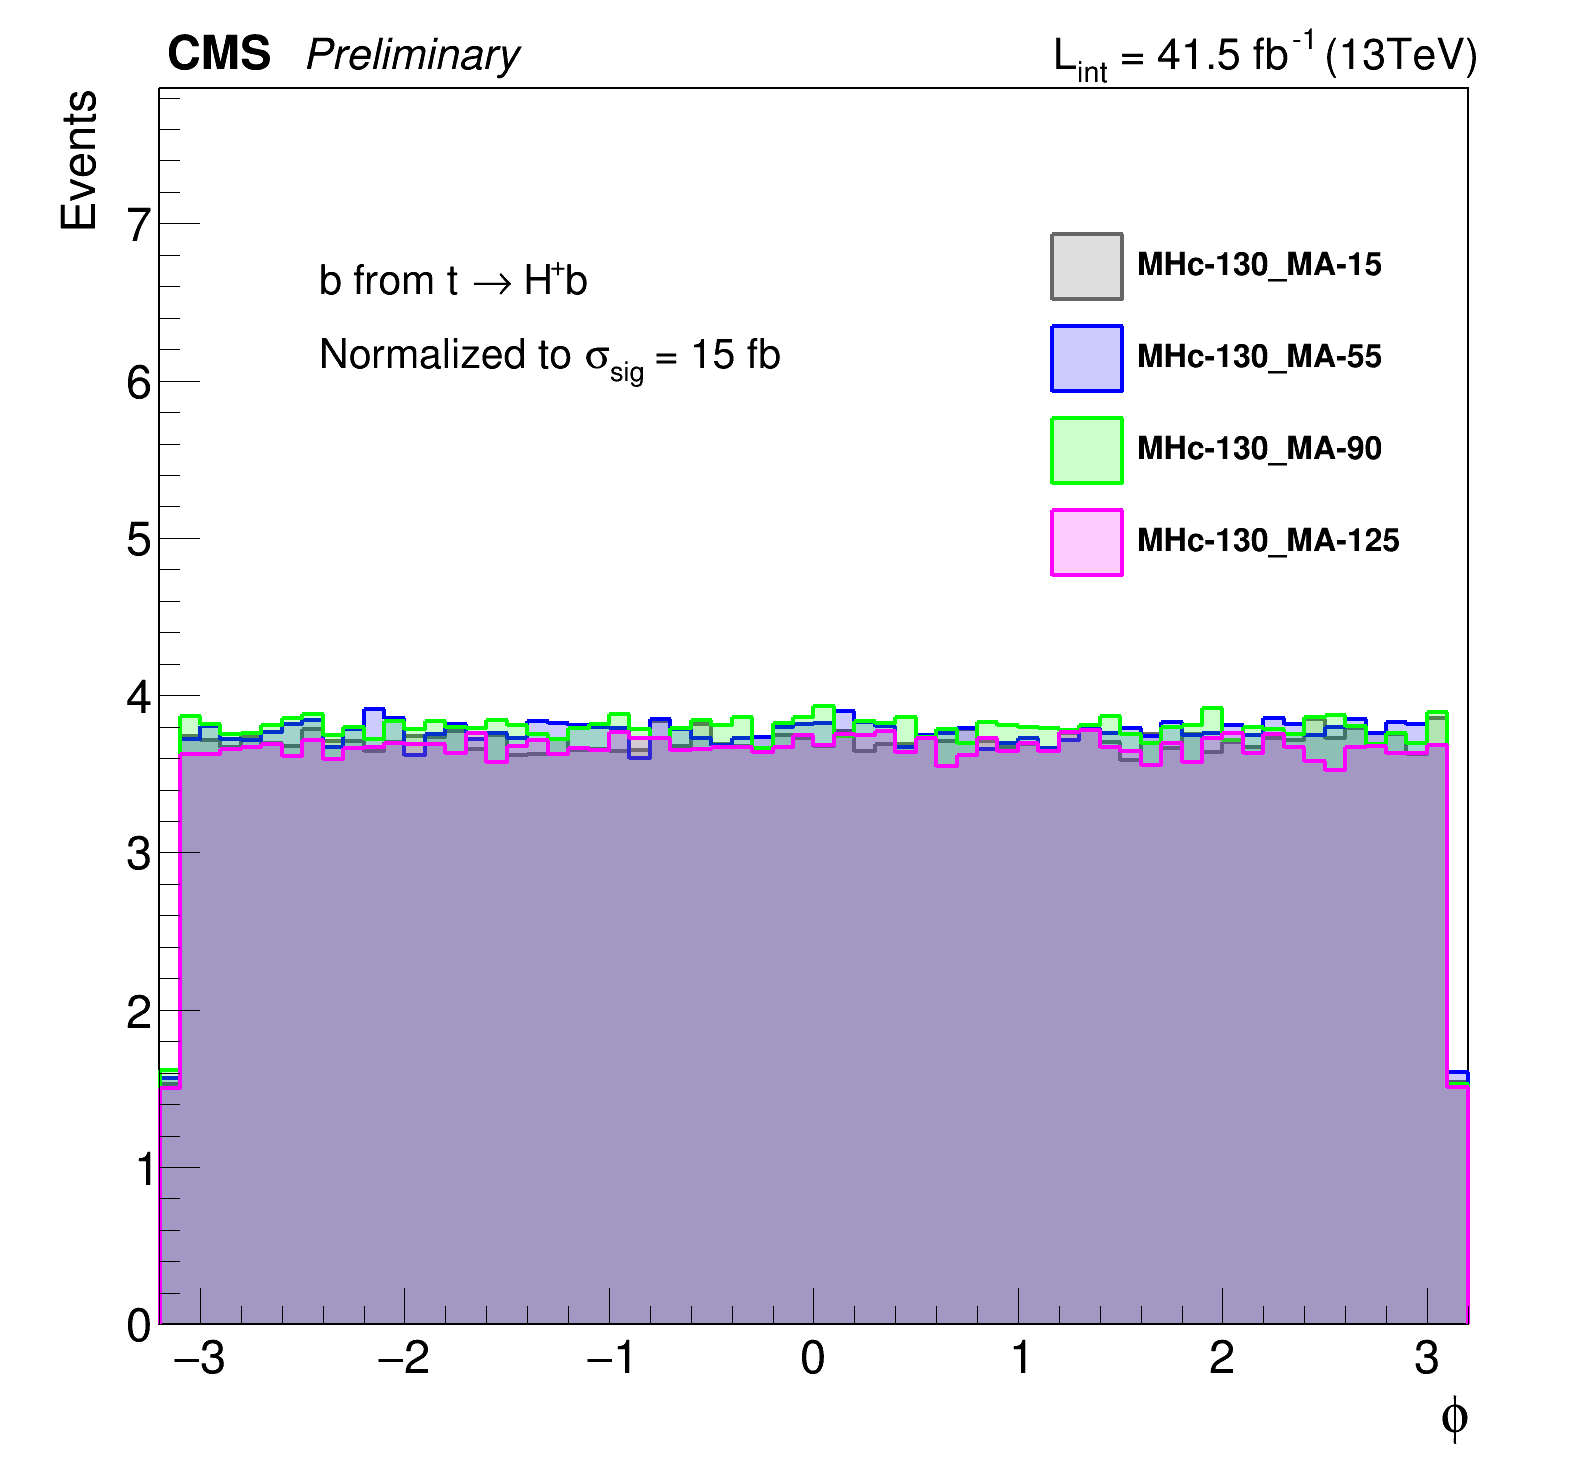 CMS Preliminary
L_int = 41.5 fb^-1 (13TeV)
Events
7
6
5
4
3
2
1
0
b from t → H⁺b
Normalized to σ_sig = 15 fb
MHc-130_MA-15
MHc-130_MA-55
MHc-130_MA-90
MHc-130_MA-125
−3 −2 −1 0 1 2 3
ϕ